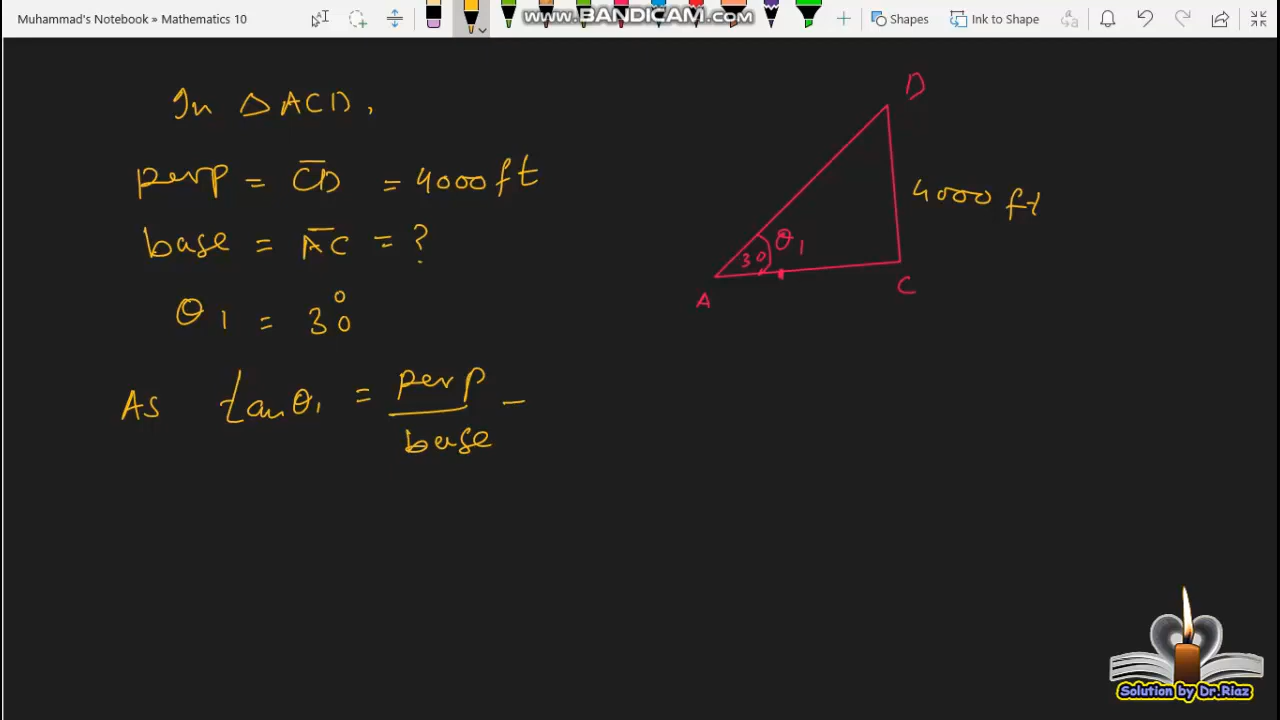 Muhammad's Notebook » Mathematics 10
www.BANDICAM.com
Shapes
Ink to Shape
In △ACD,
perp = C̅D̅ = 4000 ft
base = A̅C̅ = ?
θ₁ = 30°
As tanθ₁ = perp/base =
D
4000 ft
30 θ₁
A
C
Solution by Dr.Riaz